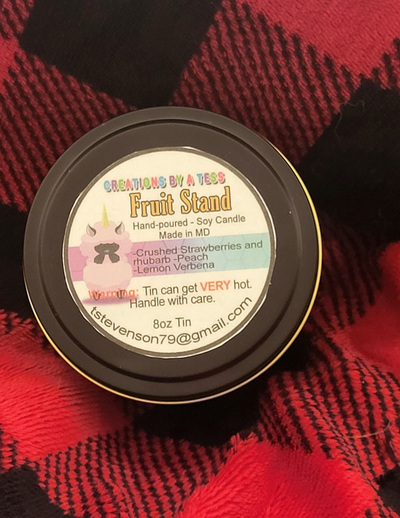 CREATIONS BY A TESS
Fruit Stand
Hand-poured - Soy Candle
Made in MD
-Crushed Strawberries and
rhubarb -Peach
-Lemon Verbena
Warning: Tin can get VERY hot.
Handle with care.
8oz Tin
tstevenson79@gmail.com